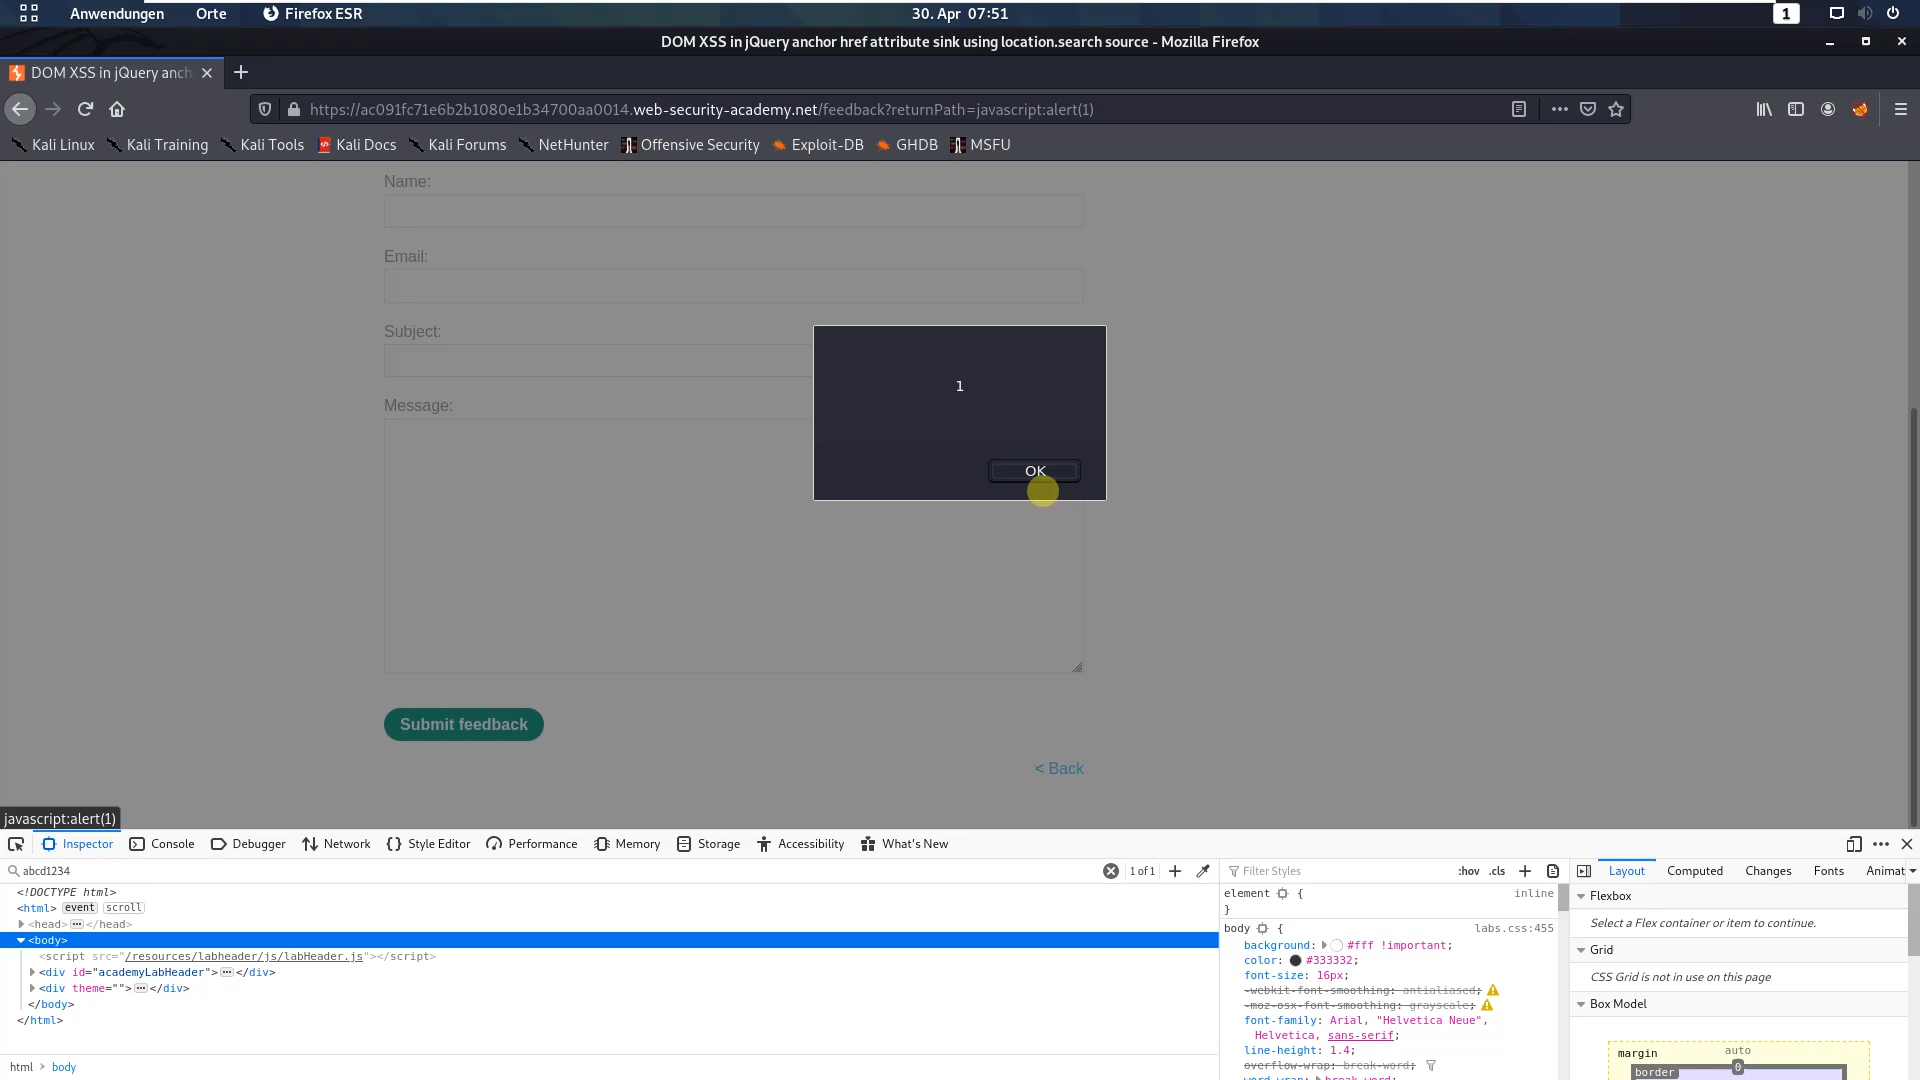 Anwendungen Orte Firefox ESR 30. Apr 07:51 1
DOM XSS in jQuery anchor href attribute sink using location.search source - Mozilla Firefox
DOM XSS in jQuery anch
https://ac091fc71e6b2b1080e1b34700aa0014.web-security-academy.net/feedback?returnPath=javascript:alert(1)
Kali Linux Kali Training Kali Tools Kali Docs Kali Forums NetHunter Offensive Security Exploit-DB GHDB MSFU
Name:
Email:
Subject:
Message:
1
OK
Submit feedback
< Back
javascript:alert(1)
Inspector Console Debugger Network Style Editor Performance Memory Storage Accessibility What's New
abcd1234 1 of 1
<!DOCTYPE html>
<html> event scroll
<head> ... </head>
<body>
<script src="/resources/labheader/js/labHeader.js"></script>
<div id="academyLabHeader"> ... </div>
<div theme=""> ... </div>
</body>
</html>
html > body
Filter Styles :hov .cls
element { inline
}
body { labs.css:455
background: #fff !important;
color: #333332;
font-size: 16px;
-webkit-font-smoothing: antialiased;
-moz-osx-font-smoothing: grayscale;
font-family: Arial, "Helvetica Neue",
Helvetica, sans-serif;
line-height: 1.4;
overflow-wrap: break-word;
word-wrap: break-word;
Layout Computed Changes Fonts Animat
Flexbox
Select a Flex container or item to continue.
Grid
CSS Grid is not in use on this page
Box Model
margin auto
border 0